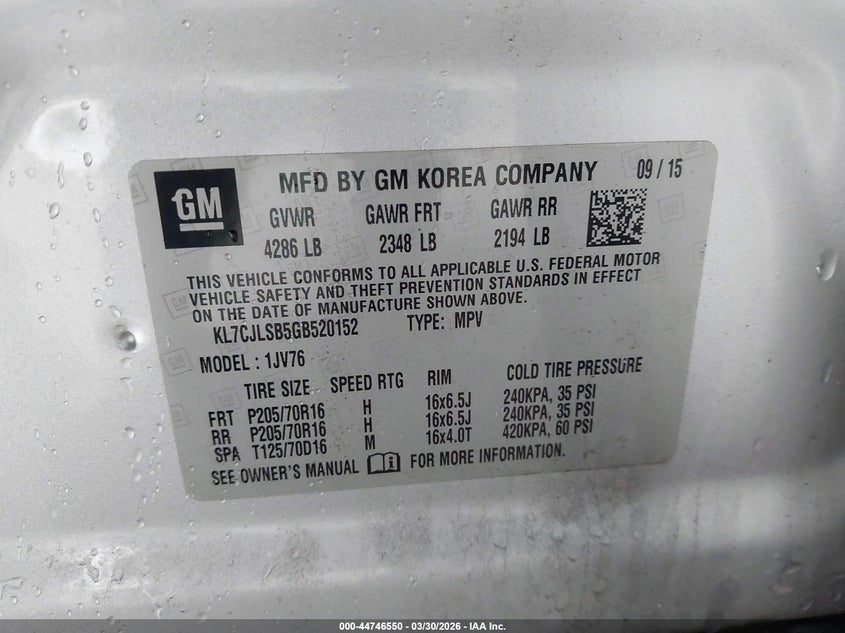 GM
MFD BY GM KOREA COMPANY 09 / 15
GVWR GAWR FRT GAWR RR
4286 LB 2348 LB 2194 LB
THIS VEHICLE CONFORMS TO ALL APPLICABLE U.S. FEDERAL MOTOR
VEHICLE SAFETY AND THEFT PREVENTION STANDARDS IN EFFECT
ON THE DATE OF MANUFACTURE SHOWN ABOVE.
KL7CJLSB5GB520152 TYPE: MPV
MODEL : 1JV76
TIRE SIZE SPEED RTG RIM COLD TIRE PRESSURE
FRT P205/70R16 H 16x6.5J 240KPA, 35 PSI
RR P205/70R16 H 16x6.5J 240KPA, 35 PSI
SPA T125/70D16 M 16x4.0T 420KPA, 60 PSI
SEE OWNER'S MANUAL FOR MORE INFORMATION.
000-44746550 — 03/30/2026 — IAA Inc.